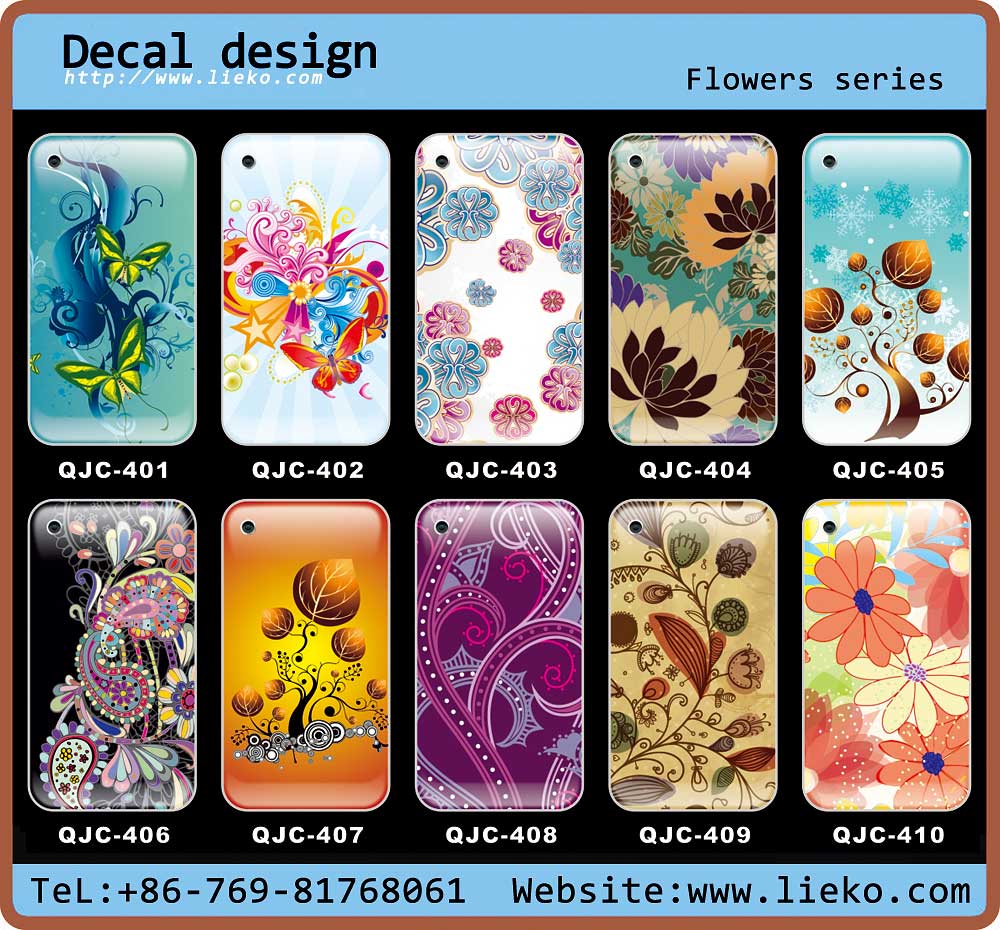 Decal design
http://www.lieko.com
Flowers series
QJC-401 QJC-402 QJC-403 QJC-404 QJC-405
QJC-406 QJC-407 QJC-408 QJC-409 QJC-410
TeL:+86-769-81768061 Website:www.lieko.com